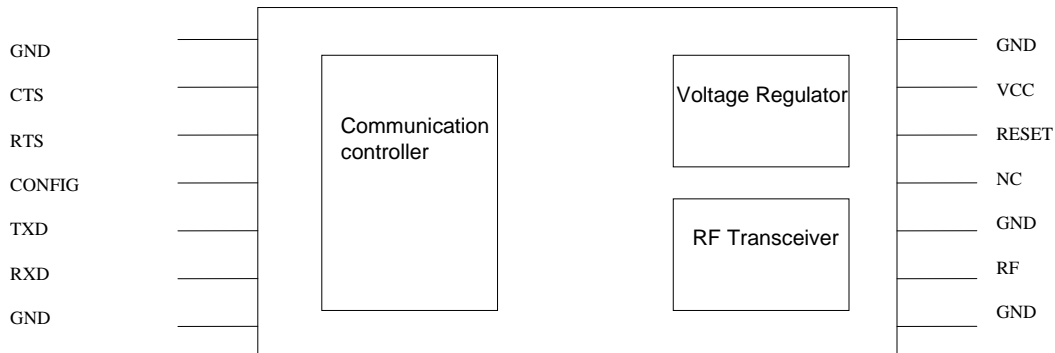 GND
CTS
RTS
CONFIG
TXD
RXD
GND
Communication
controller
Voltage Regulator
RF Transceiver
GND
VCC
RESET
NC
GND
RF
GND